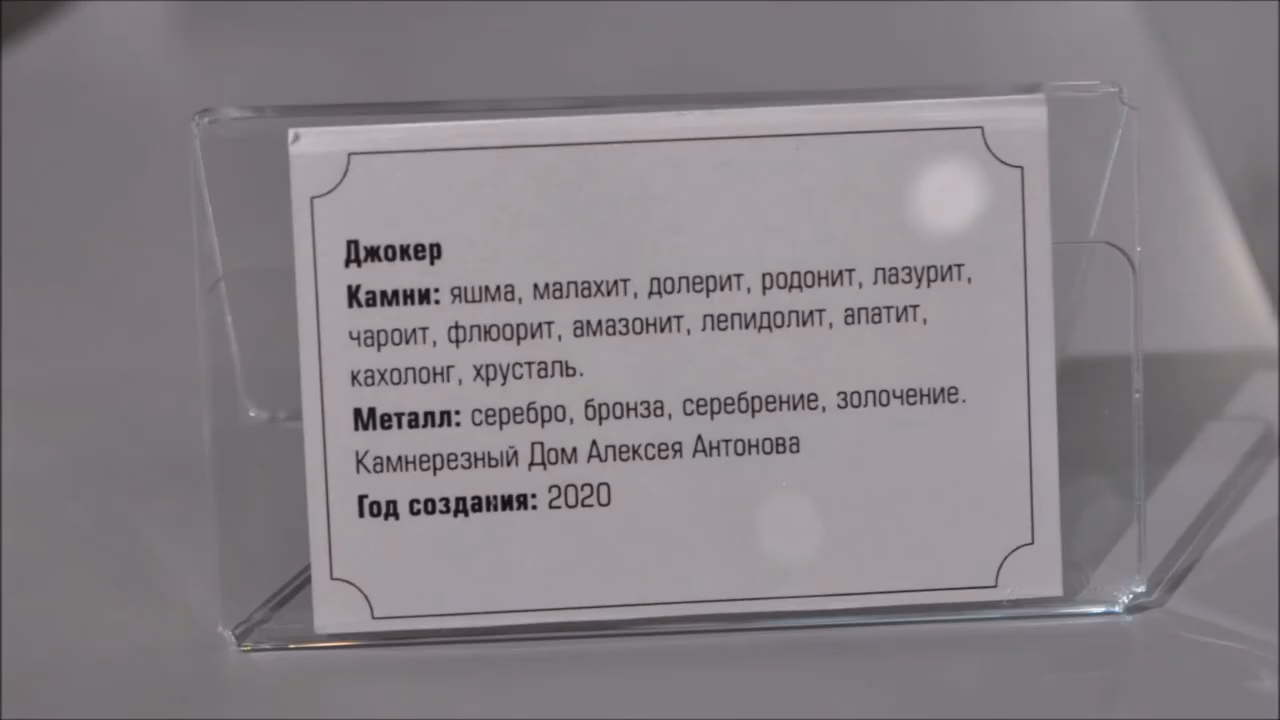 Джокер
Камни: яшма, малахит, долерит, родонит, лазурит,
чароит, флюорит, амазонит, лепидолит, апатит,
кахолонг, хрусталь.
Металл: серебро, бронза, серебрение, золочение.
Камнерезный Дом Алексея Антонова
Год создания: 2020